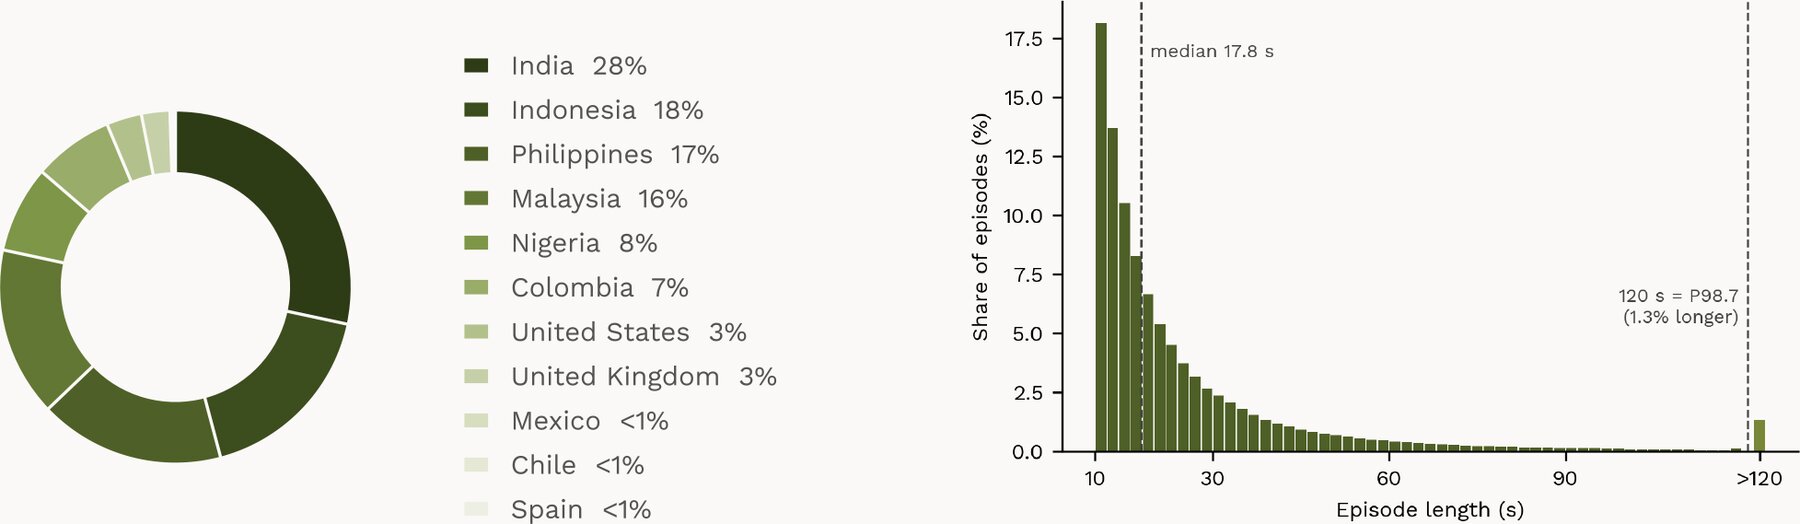 India 28%
Indonesia 18%
Philippines 17%
Malaysia 16%
Nigeria 8%
Colombia 7%
United States 3%
United Kingdom 3%
Mexico <1%
Chile <1%
Spain <1%
Share of episodes (%)
17.5
15.0
12.5
10.0
7.5
5.0
2.5
0.0
median 17.8 s
120 s = P98.7
(1.3% longer)
10 30 60 90 >120
Episode length (s)